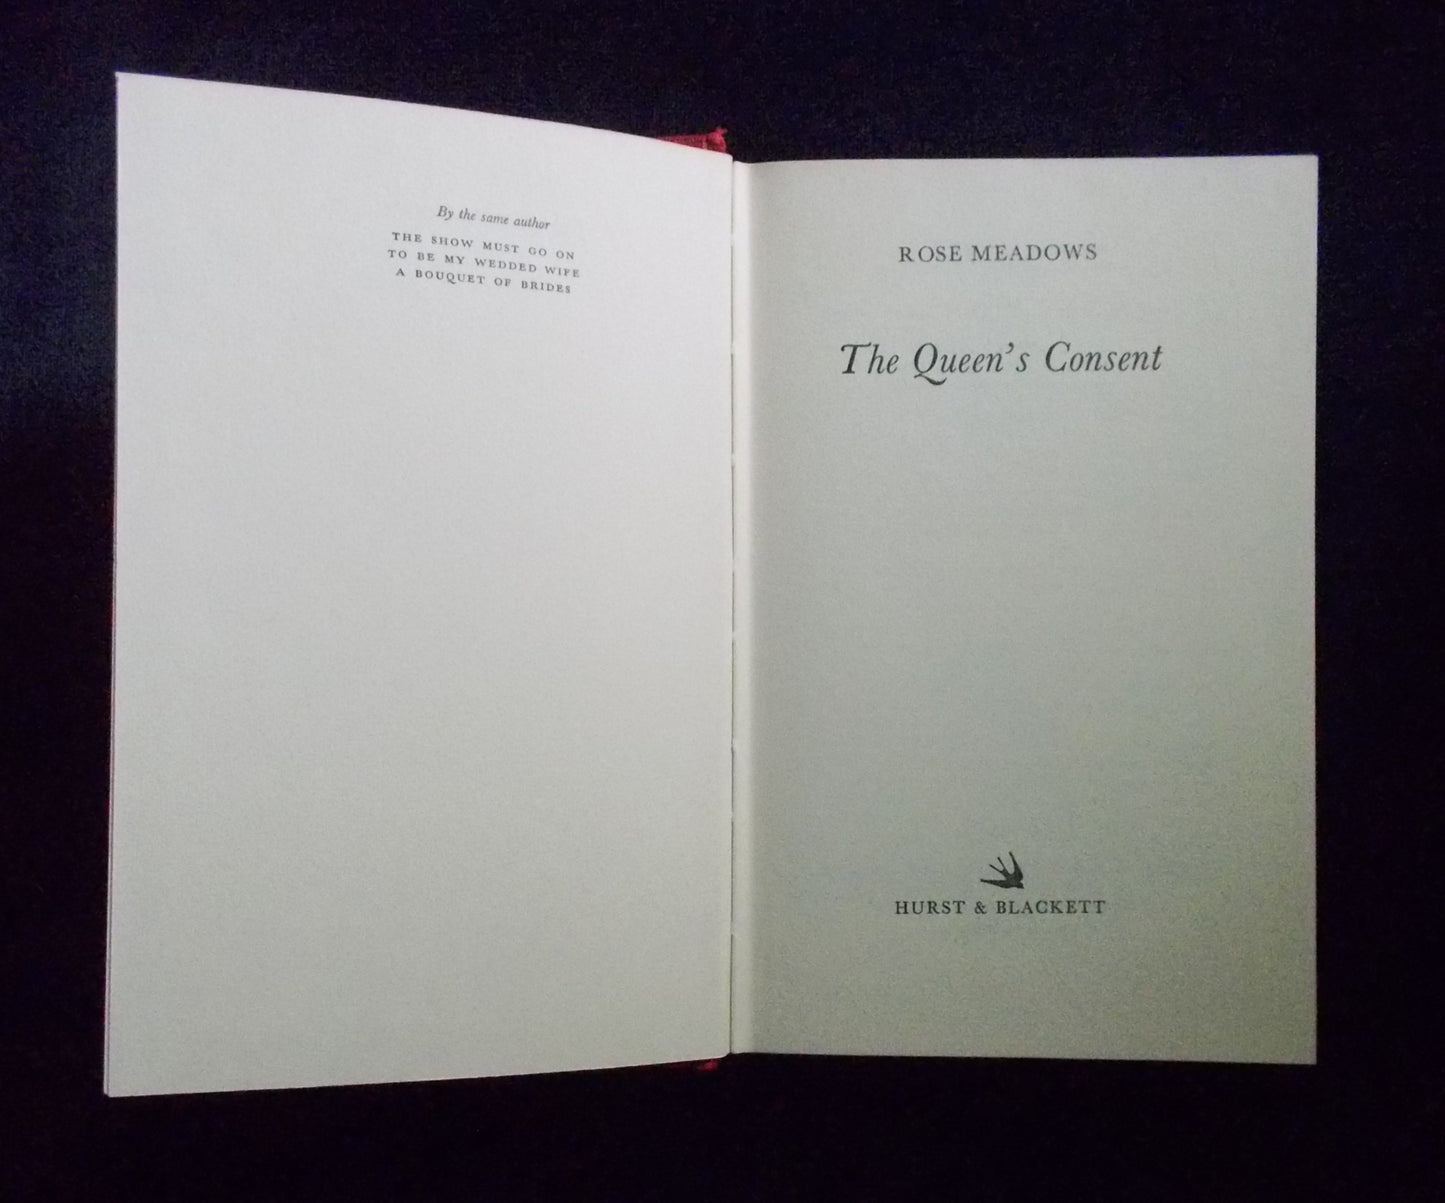 By the same author
THE SHOW MUST GO ON
TO BE MY WEDDED WIFE
A BOUQUET OF BRIDES
ROSE MEADOWS
The Queen's Consent
HURST & BLACKETT